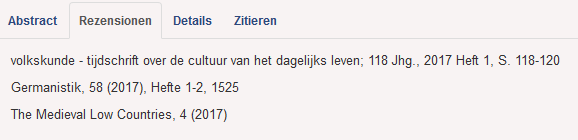 Abstract Rezensionen Details Zitieren
volkskunde - tijdschrift over de cultuur van het dagelijks leven; 118 Jhg., 2017 Heft 1, S. 118-120
Germanistik, 58 (2017), Hefte 1-2, 1525
The Medieval Low Countries, 4 (2017)